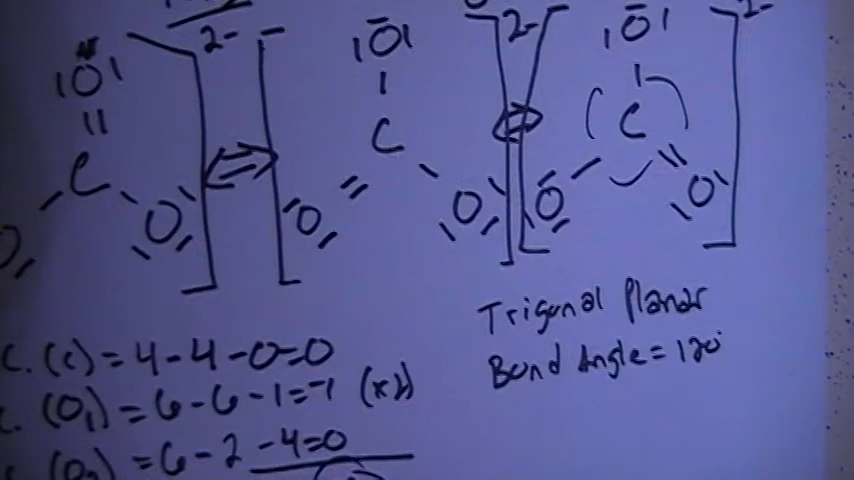 2- 2- 2-
|Ō| |Ō|
|O|
||
C C C
O O O O O O
Trigonal Planar
Bond Angle = 120°
C. (C) = 4 - 4 - 0 = 0
C. (O₁) = 6 - 6 - 1 = -1 (x2)
(O₂) = 6 - 2 - 4 = 0